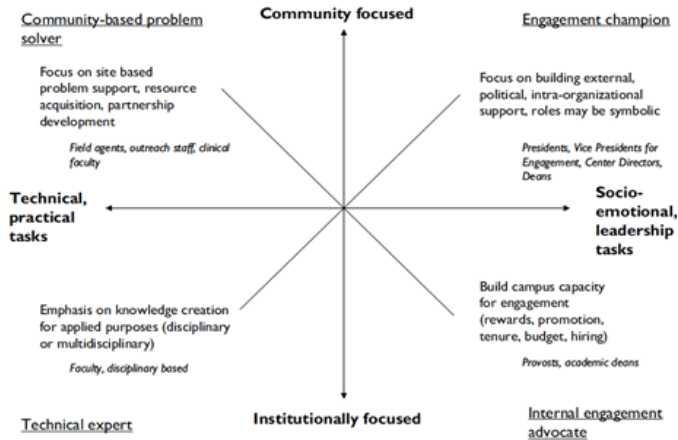 Community-based problem
solver
Community focused
Engagement champion
Focus on site based
problem support, resource
acquisition, partnership
development
Field agents, outreach staff, clinical
faculty
Focus on building external,
political, intra-organizational
support, roles may be symbolic
Presidents, Vice Presidents for
Engagement, Center Directors,
Deans
Technical,
practical
tasks
Socio-
emotional,
leadership
tasks
Emphasis on knowledge creation
for applied purposes (disciplinary
or multidisciplinary)
Faculty, disciplinary based
Build campus capacity
for engagement
(rewards, promotion,
tenure, budget, hiring)
Provosts, academic deans
Technical expert
Institutionally focused
Internal engagement
advocate